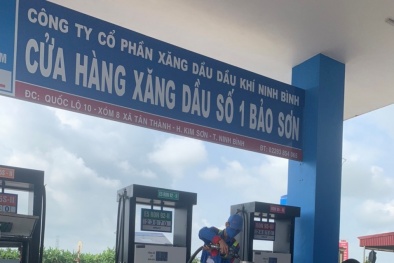 CÔNG TY CỔ PHẦN XĂNG DẦU DẦU KHÍ NINH BÌNH
CỬA HÀNG XĂNG DẦU SỐ 1 BẢO SƠN
ĐC: QUỐC LỘ 10 - XÓM 8 XÃ TÂN THÀNH - H. KIM SƠN - T. NINH BÌNH